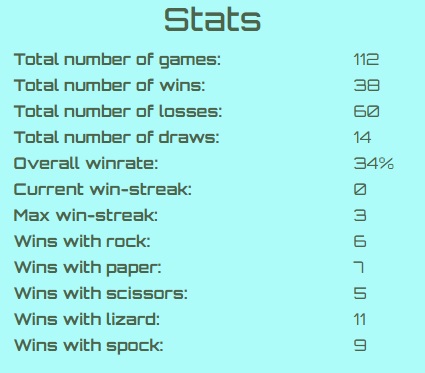 Stats
Total number of games: 112
Total number of wins: 38
Total number of losses: 60
Total number of draws: 14
Overall winrate: 34%
Current win-streak: 0
Max win-streak: 3
Wins with rock: 6
Wins with paper: 7
Wins with scissors: 5
Wins with lizard: 11
Wins with spock: 9